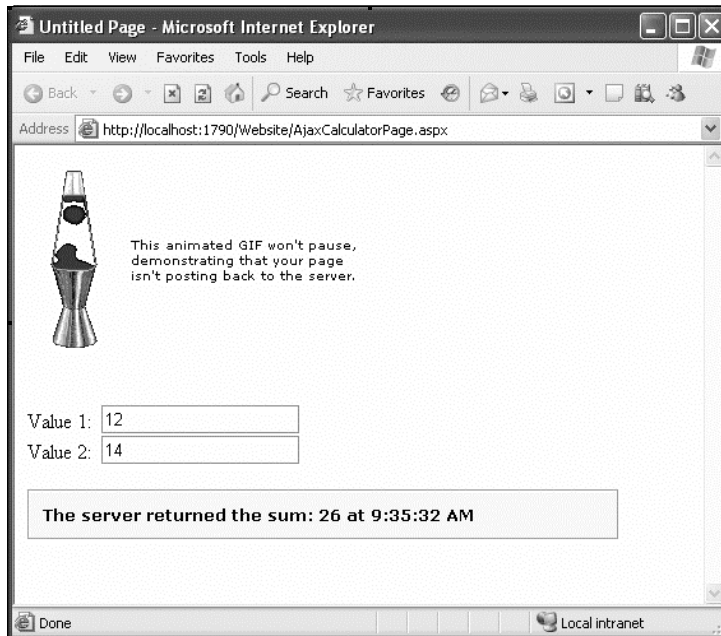 Untitled Page - Microsoft Internet Explorer
File Edit View Favorites Tools Help
Back Search Favorites
Address http://localhost:1790/Website/AjaxCalculatorPage.aspx
This animated GIF won't pause,
demonstrating that your page
isn't posting back to the server.
Value 1: 12
Value 2: 14
The server returned the sum: 26 at 9:35:32 AM
Done Local intranet